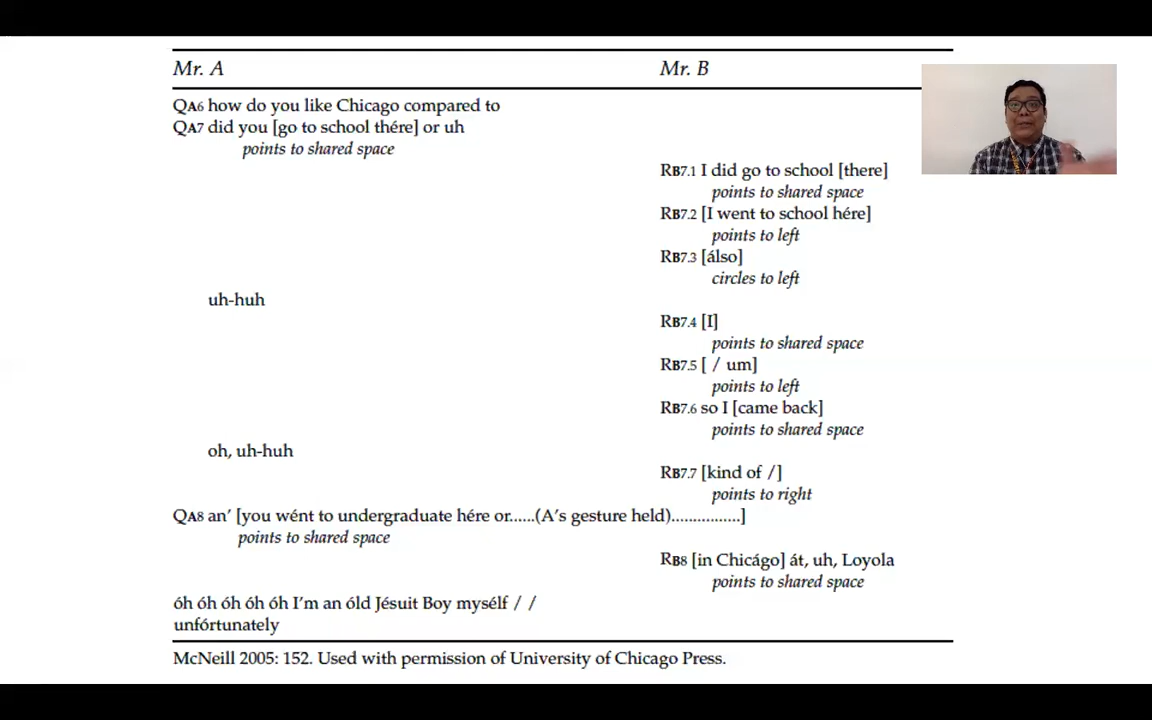 Mr. A Mr. B
QA6 how do you like Chicago compared to
QA7 did you [go to school thére] or uh
points to shared space
RB7.1 I did go to school [there]
points to shared space
RB7.2 [I went to school hére]
points to left
RB7.3 [álso]
circles to left
uh-huh
RB7.4 [I]
points to shared space
RB7.5 [ / um]
points to left
RB7.6 so I [came back]
points to shared space
oh, uh-huh
RB7.7 [kind of /]
points to right
QA8 an’ [you wént to undergraduate hére or......(A’s gesture held)................]
points to shared space
RB8 [in Chicágo] át, uh, Loyola
points to shared space
óh óh óh óh óh I’m an óld Jésuit Boy mysélf / /
unfórtunately
McNeill 2005: 152. Used with permission of University of Chicago Press.